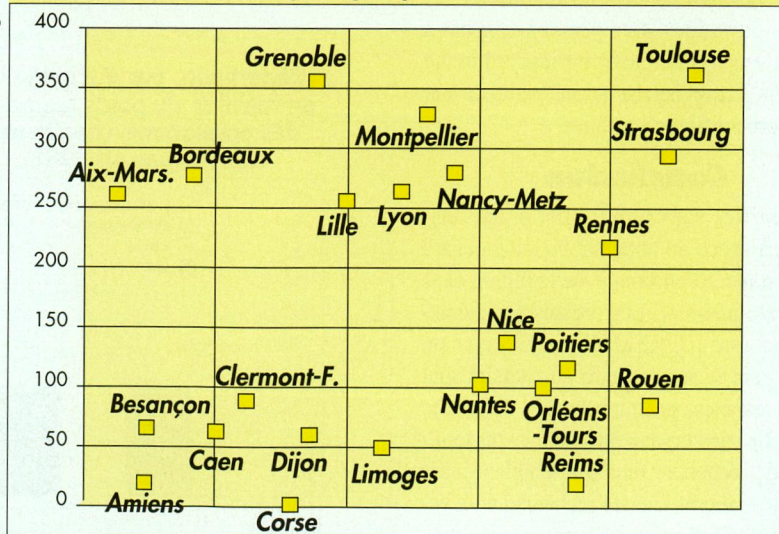 400
350
300
250
200
150
100
50
0
Grenoble
Toulouse
Montpellier
Strasbourg
Aix-Mars.
Bordeaux
Lille
Lyon
Nancy-Metz
Rennes
Nice
Poitiers
Clermont-F.
Besançon
Nantes
Orléans
-Tours
Rouen
Caen
Dijon
Limoges
Reims
Amiens
Corse